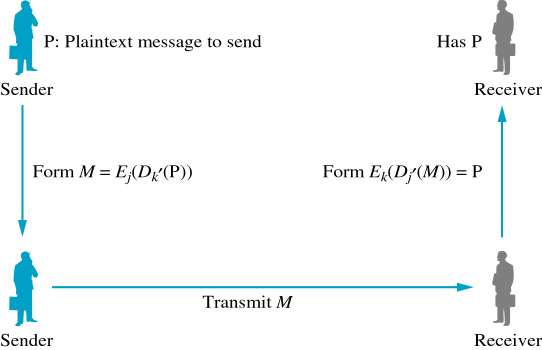 P: Plaintext message to send
Has P
Sender
Receiver
Form M = Eⱼ(Dₖ′(P))
Form Eₖ(Dⱼ′(M)) = P
Transmit M
Sender
Receiver